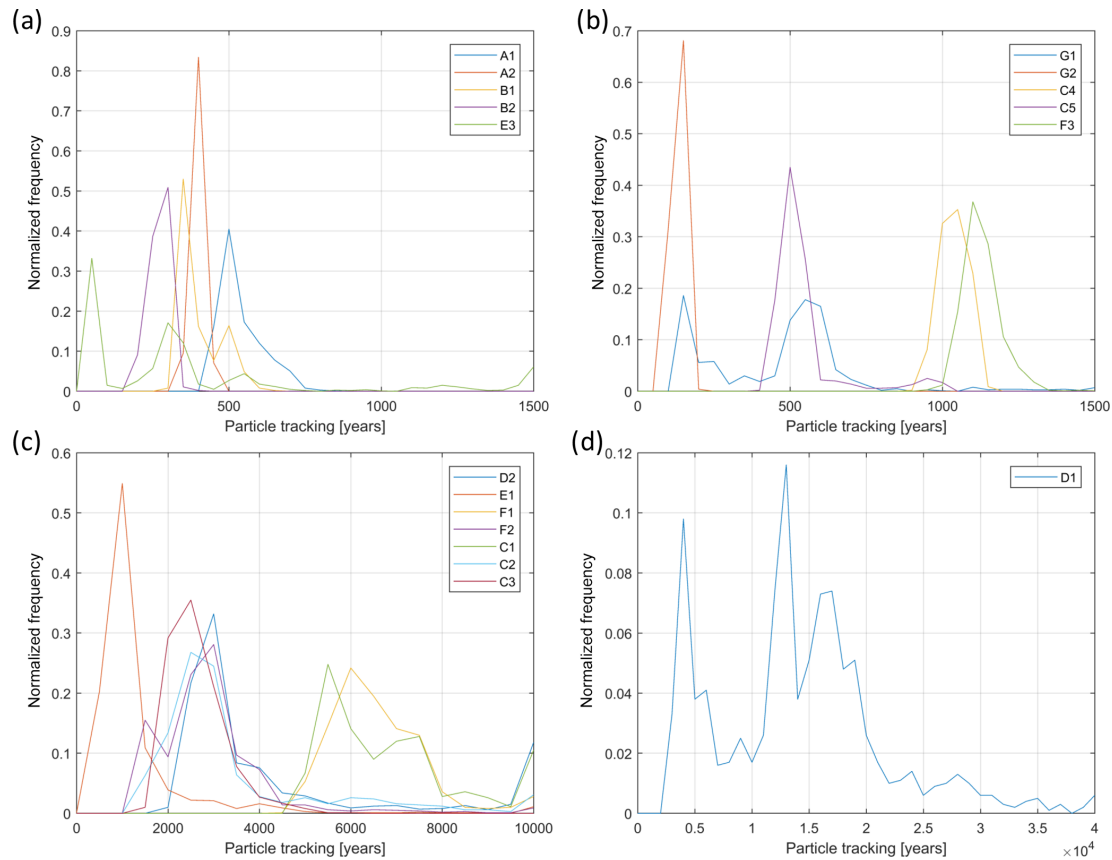 (a)
0.9
0.8
0.7
0.6
0.5
0.4
0.3
0.2
0.1
0
Normalized frequency
A1
A2
B1
B2
E3
0 500 1000 1500
Particle tracking [years]
(b)
0.7
0.6
0.5
0.4
0.3
0.2
0.1
0
Normalized frequency
G1
G2
C4
C5
F3
0 500 1000 1500
Particle tracking [years]
(c)
0.6
0.5
0.4
0.3
0.2
0.1
0
Normalized frequency
D2
E1
F1
F2
C1
C2
C3
0 2000 4000 6000 8000 10000
Particle tracking [years]
(d)
0.12
0.1
0.08
0.06
0.04
0.02
0
Normalized frequency
D1
0 0.5 1 1.5 2 2.5 3 3.5 4
Particle tracking [years]
×10⁴